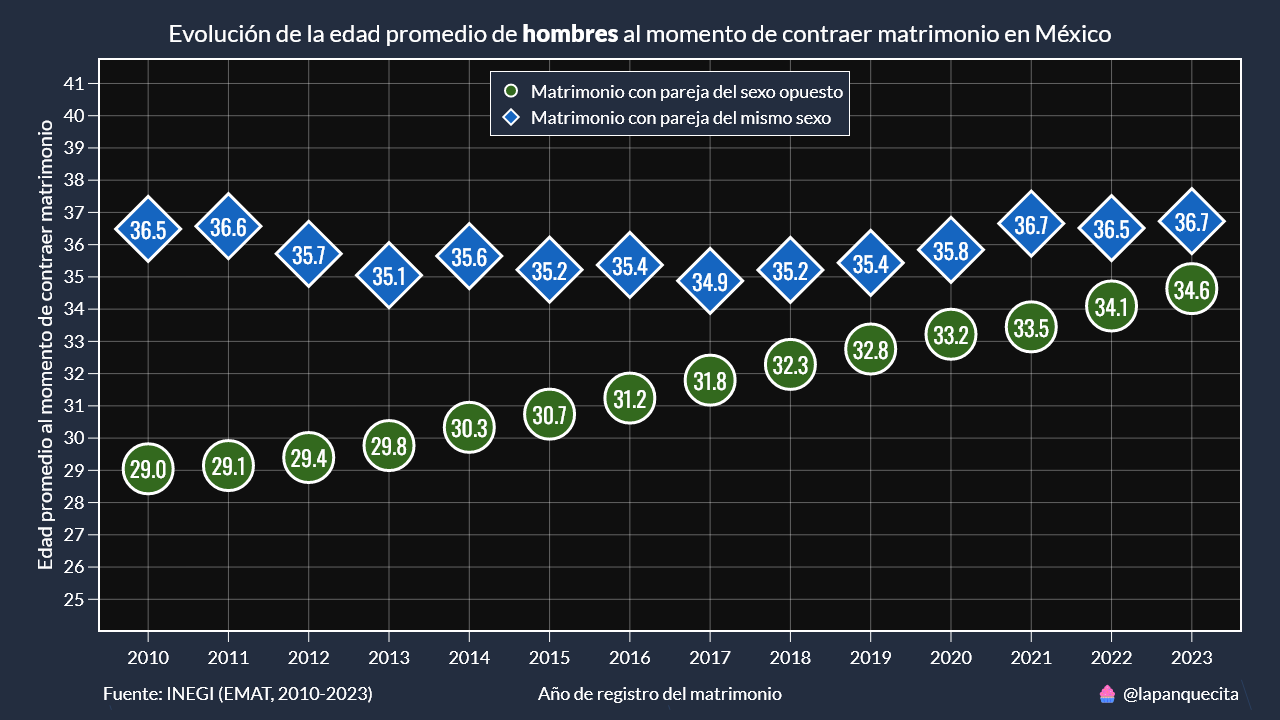 Evolución de la edad promedio de hombres al momento de contraer matrimonio en México
Matrimonio con pareja del sexo opuesto
Matrimonio con pareja del mismo sexo
Edad promedio al momento de contraer matrimonio
41
40
39
38
37
36
35
34
33
32
31
30
29
28
27
26
25
36.5 36.6 35.7 35.1 35.6 35.2 35.4 34.9 35.2 35.4 35.8 36.7 36.5 36.7
29.0 29.1 29.4 29.8 30.3 30.7 31.2 31.8 32.3 32.8 33.2 33.5 34.1 34.6
2010 2011 2012 2013 2014 2015 2016 2017 2018 2019 2020 2021 2022 2023
Fuente: INEGI (EMAT, 2010-2023)
Año de registro del matrimonio
@lapanquecita